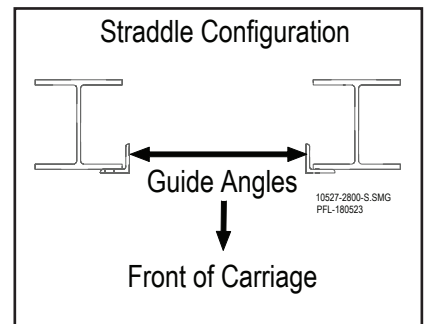 Straddle Configuration
Guide Angles
10527-2800-S.SMG
PFL-180523
Front of Carriage